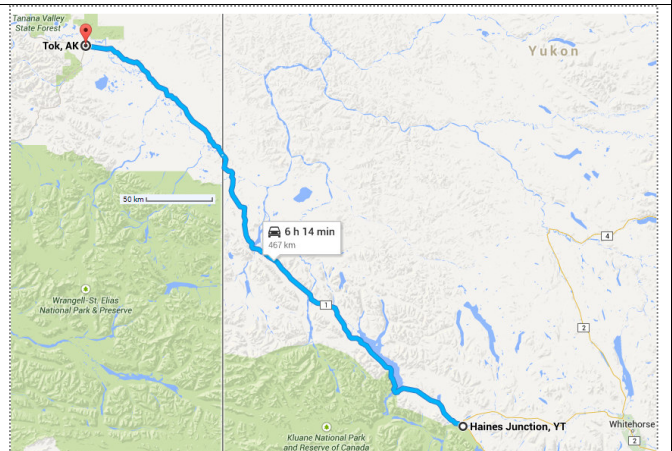 Tanana Valley
State Forest
Tok, AK
Yukon
50 km
6 h 14 min
467 km
4
Wrangell-St. Elias
National Park & Preserve
1
2
Haines Junction, YT
Whitehorse
Kluane National Park
and Reserve of Canada
2